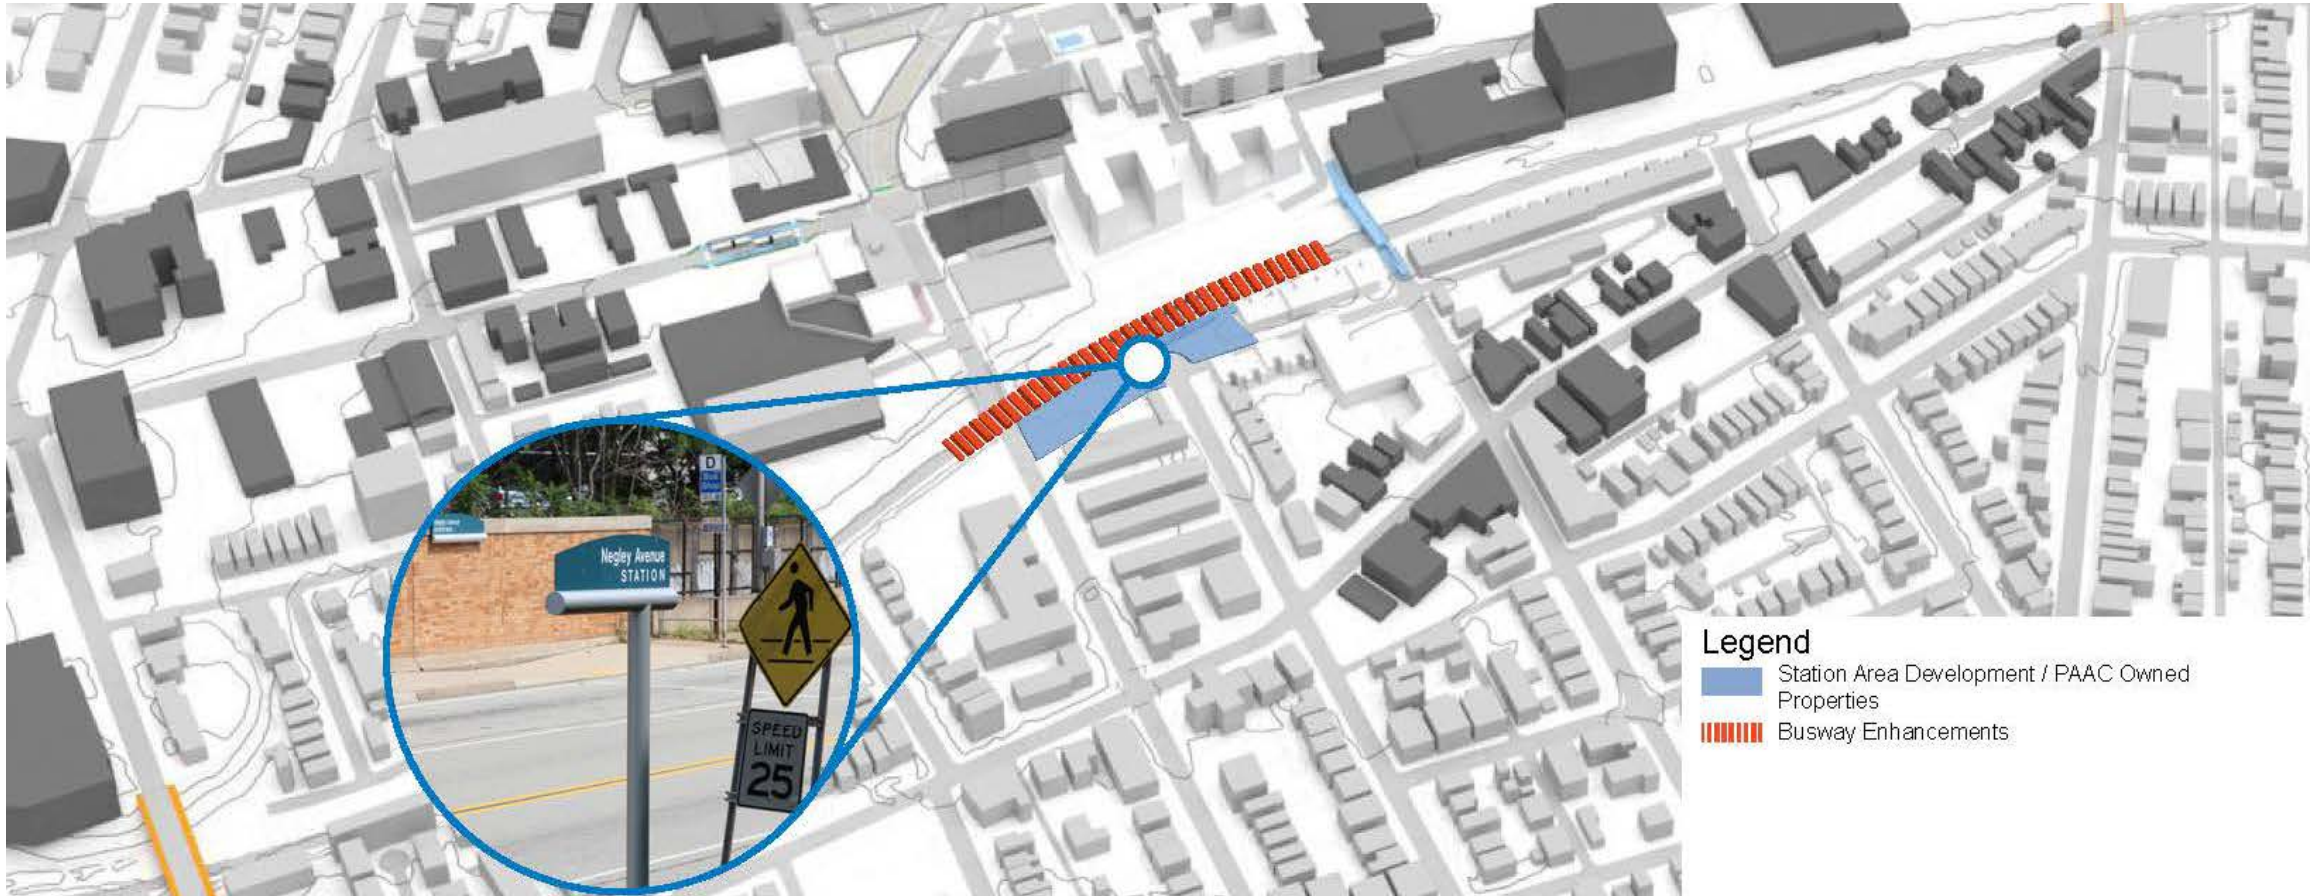 D
Negley Avenue
STATION
SPEED
LIMIT
25
Legend
Station Area Development / PAAC Owned
Properties
Busway Enhancements